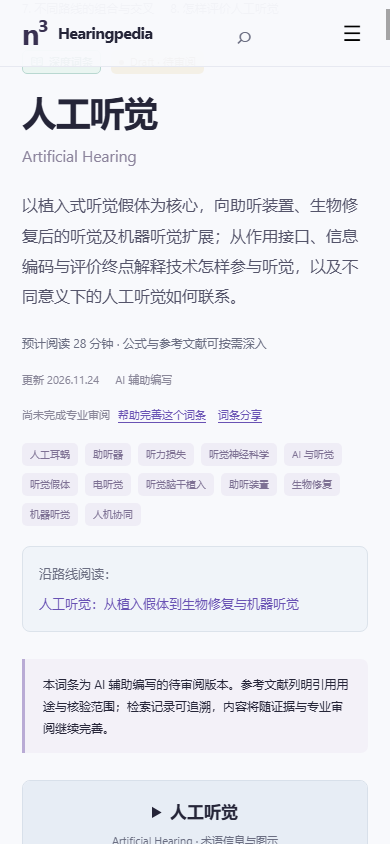 n³ Hearingpedia
人工听觉
Artificial Hearing
以植入式听觉假体为核心，向助听装置、生物修
复后的听觉及机器听觉扩展；从作用接口、信息
编码与评价终点解释技术怎样参与听觉，以及不
同意义下的人工听觉如何联系。
预计阅读 28 分钟 · 公式与参考文献可按需深入
更新 2026.11.24 AI 辅助编写
尚未完成专业审阅 帮助完善这个词条 词条分享
人工耳蜗 助听器 听力损失 听觉神经科学 AI 与听觉
听觉假体 电听觉 听觉脑干植入 助听装置 生物修复
机器听觉 人机协同
沿路线阅读：
人工听觉：从植入假体到生物修复与机器听觉
本词条为 AI 辅助编写的待审阅版本。参考文献列明引用用
途与核验范围；检索记录可追溯，内容将随证据与专业审
阅继续完善。
▶ 人工听觉
Artificial Hearing · 术语信息与图示